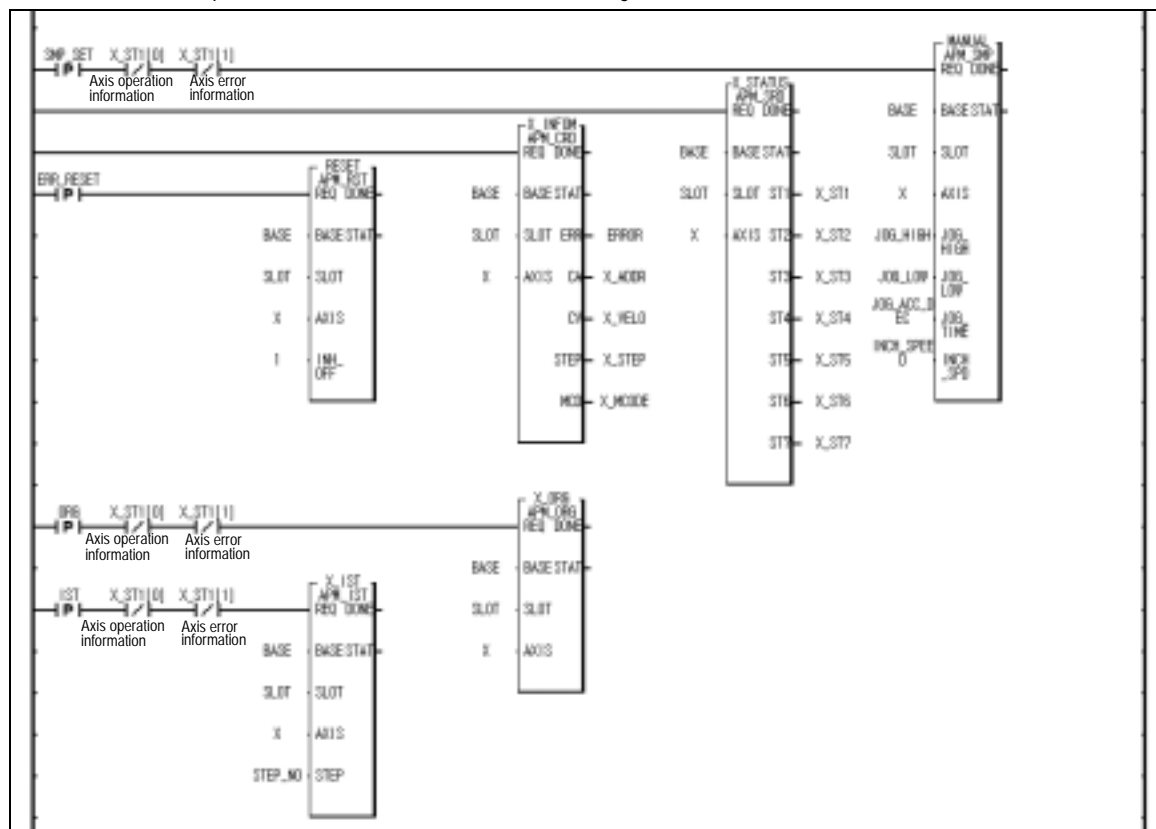 SMP_SET X_ST1[0] X_ST1[1]
P
Axis operation information
Axis error information
MANUAL
APM_SMP
REQ DONE
BASE BASE STAT
SLOT SLOT
X AXIS
JOG_HIGH JOG_HIGH
JOG_LOW JOG_LOW
JOG_ACC_DEC JOG_TIME
INCH_SPEED INCH_SPD
X_STATUS
APM_SRD
REQ DONE
BASE BASE STAT
SLOT SLOT ST1 X_ST1
X AXIS ST2 X_ST2
ST3 X_ST3
ST4 X_ST4
ST5 X_ST5
ST6 X_ST6
ST7 X_ST7
APM_CRD
REQ DONE
BASE BASE STAT
SLOT SLOT ERR ERROR
X AXIS CA X_ADDR
CV X_VELO
STEP X_STEP
MCD X_MCODE
ERR_RESET
P
RESET
APM_RST
REQ DONE
BASE BASE STAT
SLOT SLOT
X AXIS
1 INH_OFF
ORG X_ST1[0] X_ST1[1]
P
Axis operation information
Axis error information
X_ORG
APM_ORG
REQ DONE
BASE BASE STAT
SLOT SLOT
X AXIS
IST X_ST1[0] X_ST1[1]
P
Axis operation information
Axis error information
X_IST
APM_IST
REQ DONE
BASE BASE STAT
SLOT SLOT
X AXIS
STEP_NO STEP